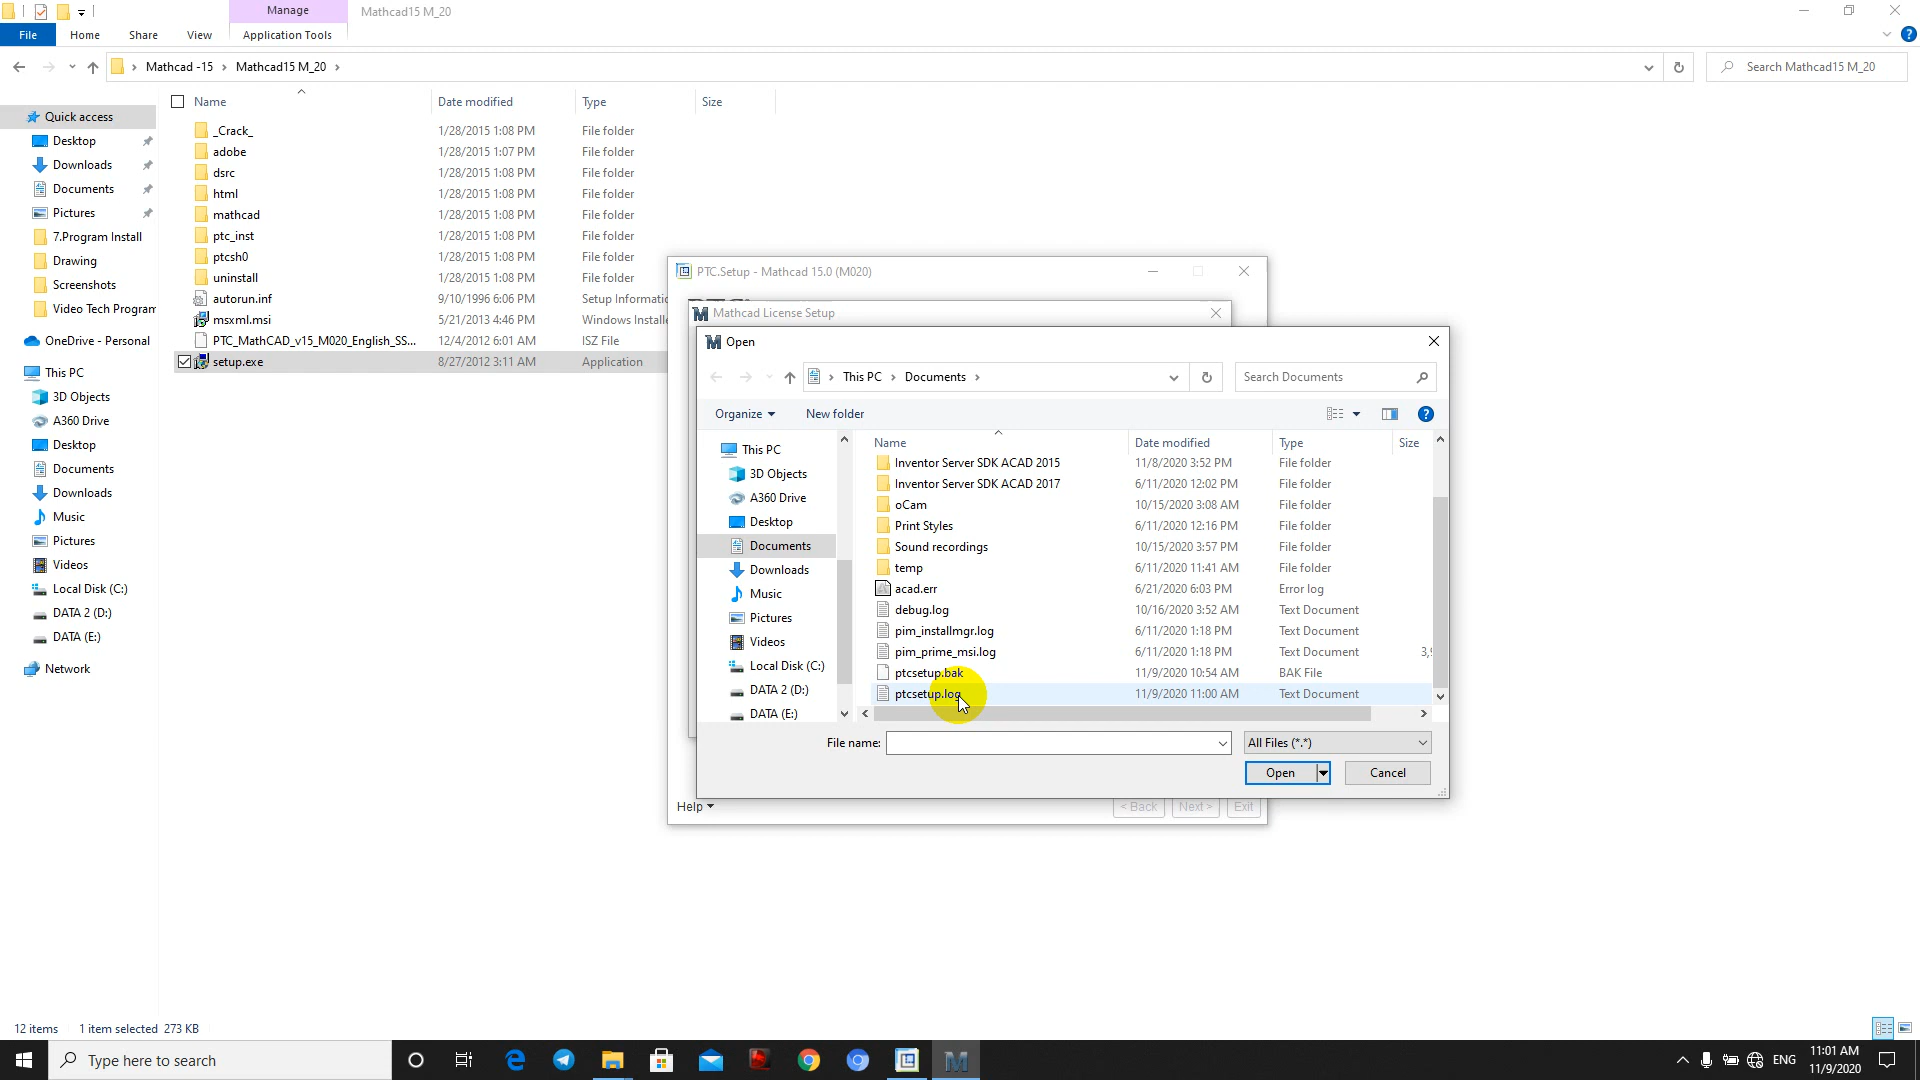 Manage
Mathcad15 M_20
File
Home
Share
View
Application Tools
Mathcad -15
Mathcad15 M_20
Search Mathcad15 M_20
Name
Date modified
Type
Size
Quick access
Desktop
Downloads
Documents
Pictures
7.Program Install
Drawing
Screenshots
Video Tech Program
OneDrive - Personal
This PC
3D Objects
A360 Drive
Desktop
Documents
Downloads
Music
Pictures
Videos
Local Disk (C:)
DATA 2 (D:)
DATA (E:)
Network
_Crack_ 1/28/2015 1:08 PM File folder
adobe 1/28/2015 1:07 PM File folder
dsrc 1/28/2015 1:08 PM File folder
html 1/28/2015 1:08 PM File folder
mathcad 1/28/2015 1:08 PM File folder
ptc_inst 1/28/2015 1:08 PM File folder
ptcsh0 1/28/2015 1:08 PM File folder
uninstall 1/28/2015 1:08 PM File folder
autorun.inf 9/10/1996 6:06 PM Setup Informatic
msxml.msi 5/21/2013 4:46 PM Windows Installe
PTC_MathCAD_v15_M020_English_SS... 12/4/2012 6:01 AM ISZ File
setup.exe 8/27/2012 3:11 AM Application
PTC.Setup - Mathcad 15.0 (M020)
Mathcad License Setup
Open
This PC
Documents
Search Documents
Organize
New folder
Name
Date modified
Type
Size
This PC
3D Objects
A360 Drive
Desktop
Documents
Downloads
Music
Pictures
Videos
Local Disk (C:)
DATA 2 (D:)
DATA (E:)
Inventor Server SDK ACAD 2015 11/8/2020 3:52 PM File folder
Inventor Server SDK ACAD 2017 6/11/2020 12:02 PM File folder
oCam 10/15/2020 3:08 AM File folder
Print Styles 6/11/2020 12:16 PM File folder
Sound recordings 10/15/2020 3:57 PM File folder
temp 6/11/2020 11:41 AM File folder
acad.err 6/21/2020 6:03 PM Error log
debug.log 10/16/2020 3:52 AM Text Document
pim_installmgr.log 6/11/2020 1:18 PM Text Document
pim_prime_msi.log 6/11/2020 1:18 PM Text Document
ptcsetup.bak 11/9/2020 10:54 AM BAK File
ptcsetup.log 11/9/2020 11:00 AM Text Document
File name:
All Files (*.*)
Open
Cancel
Help
< Back
Next >
Exit
12 items
1 item selected 273 KB
Type here to search
ENG
11:01 AM
11/9/2020